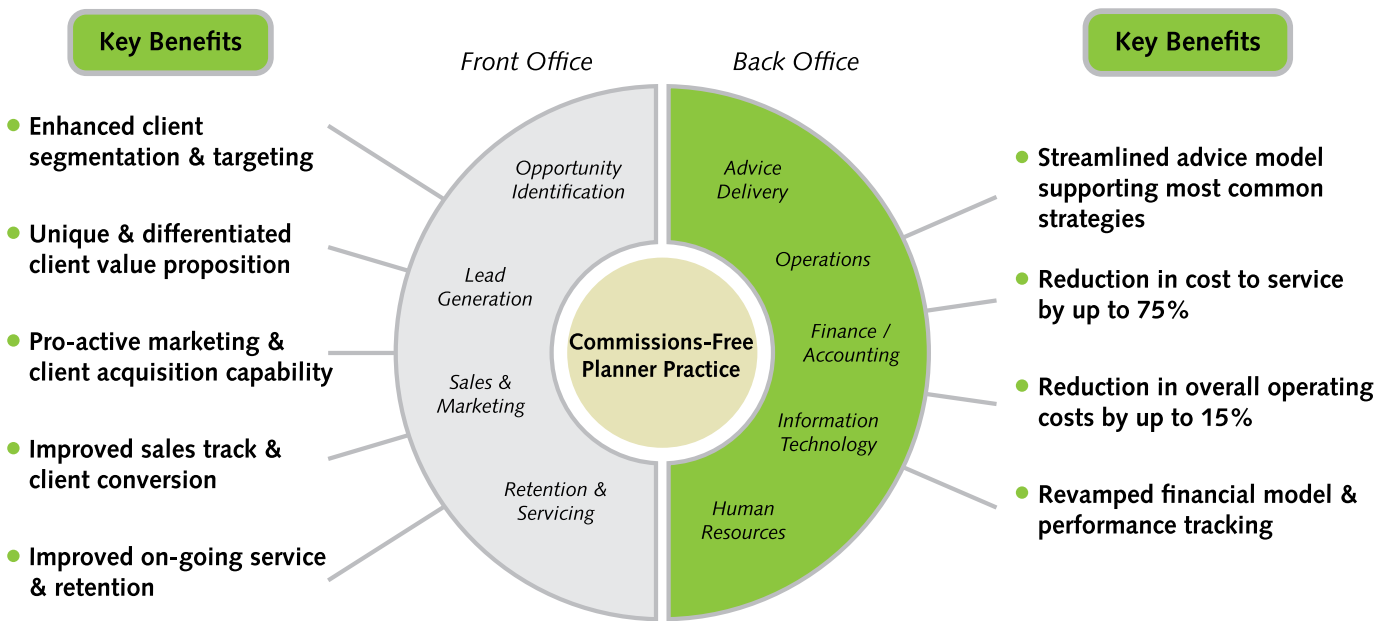 Key Benefits
Enhanced client
segmentation & targeting
Unique & differentiated
client value proposition
Pro-active marketing &
client acquisition capability
Improved sales track &
client conversion
Improved on-going service
& retention
Front Office
Back Office
Opportunity
Identification
Lead
Generation
Sales &
Marketing
Retention &
Servicing
Commissions-Free
Planner Practice
Advice
Delivery
Operations
Finance /
Accounting
Information
Technology
Human
Resources
Key Benefits
Streamlined advice model
supporting most common
strategies
Reduction in cost to service
by up to 75%
Reduction in overall operating
costs by up to 15%
Revamped financial model &
performance tracking